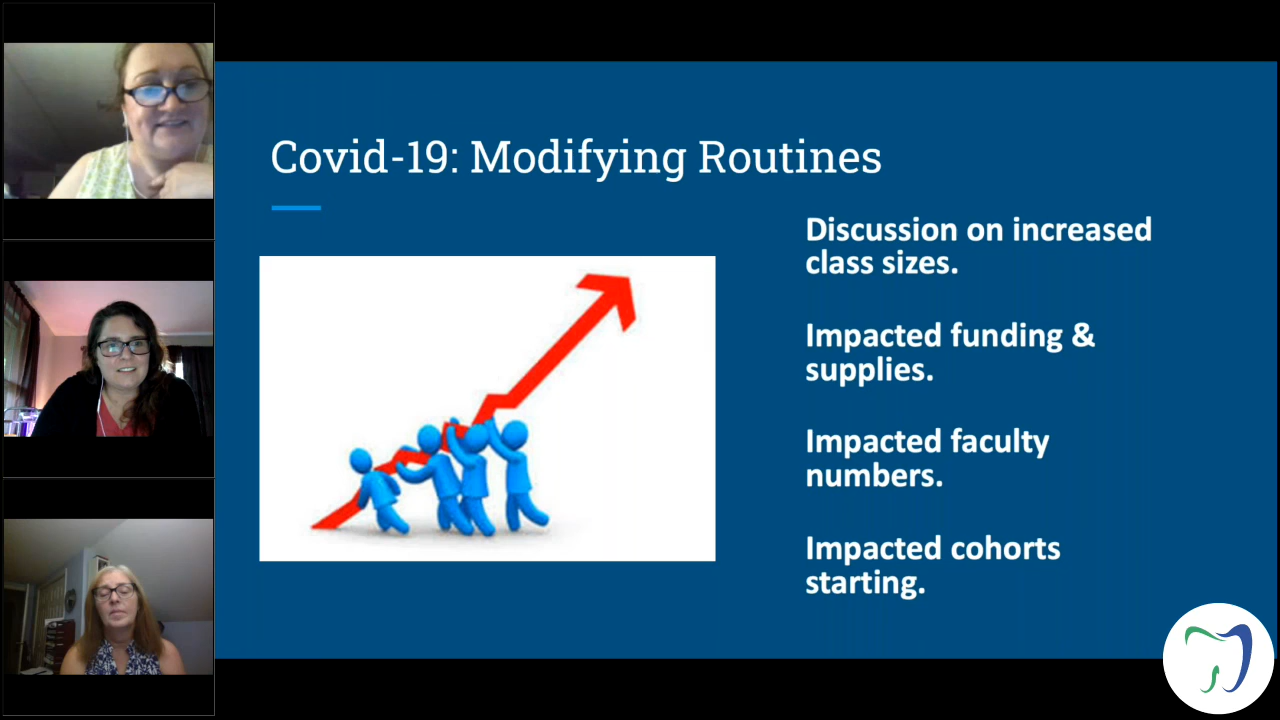 Covid-19: Modifying Routines
Discussion on increased
class sizes.
Impacted funding &
supplies.
Impacted faculty
numbers.
Impacted cohorts
starting.